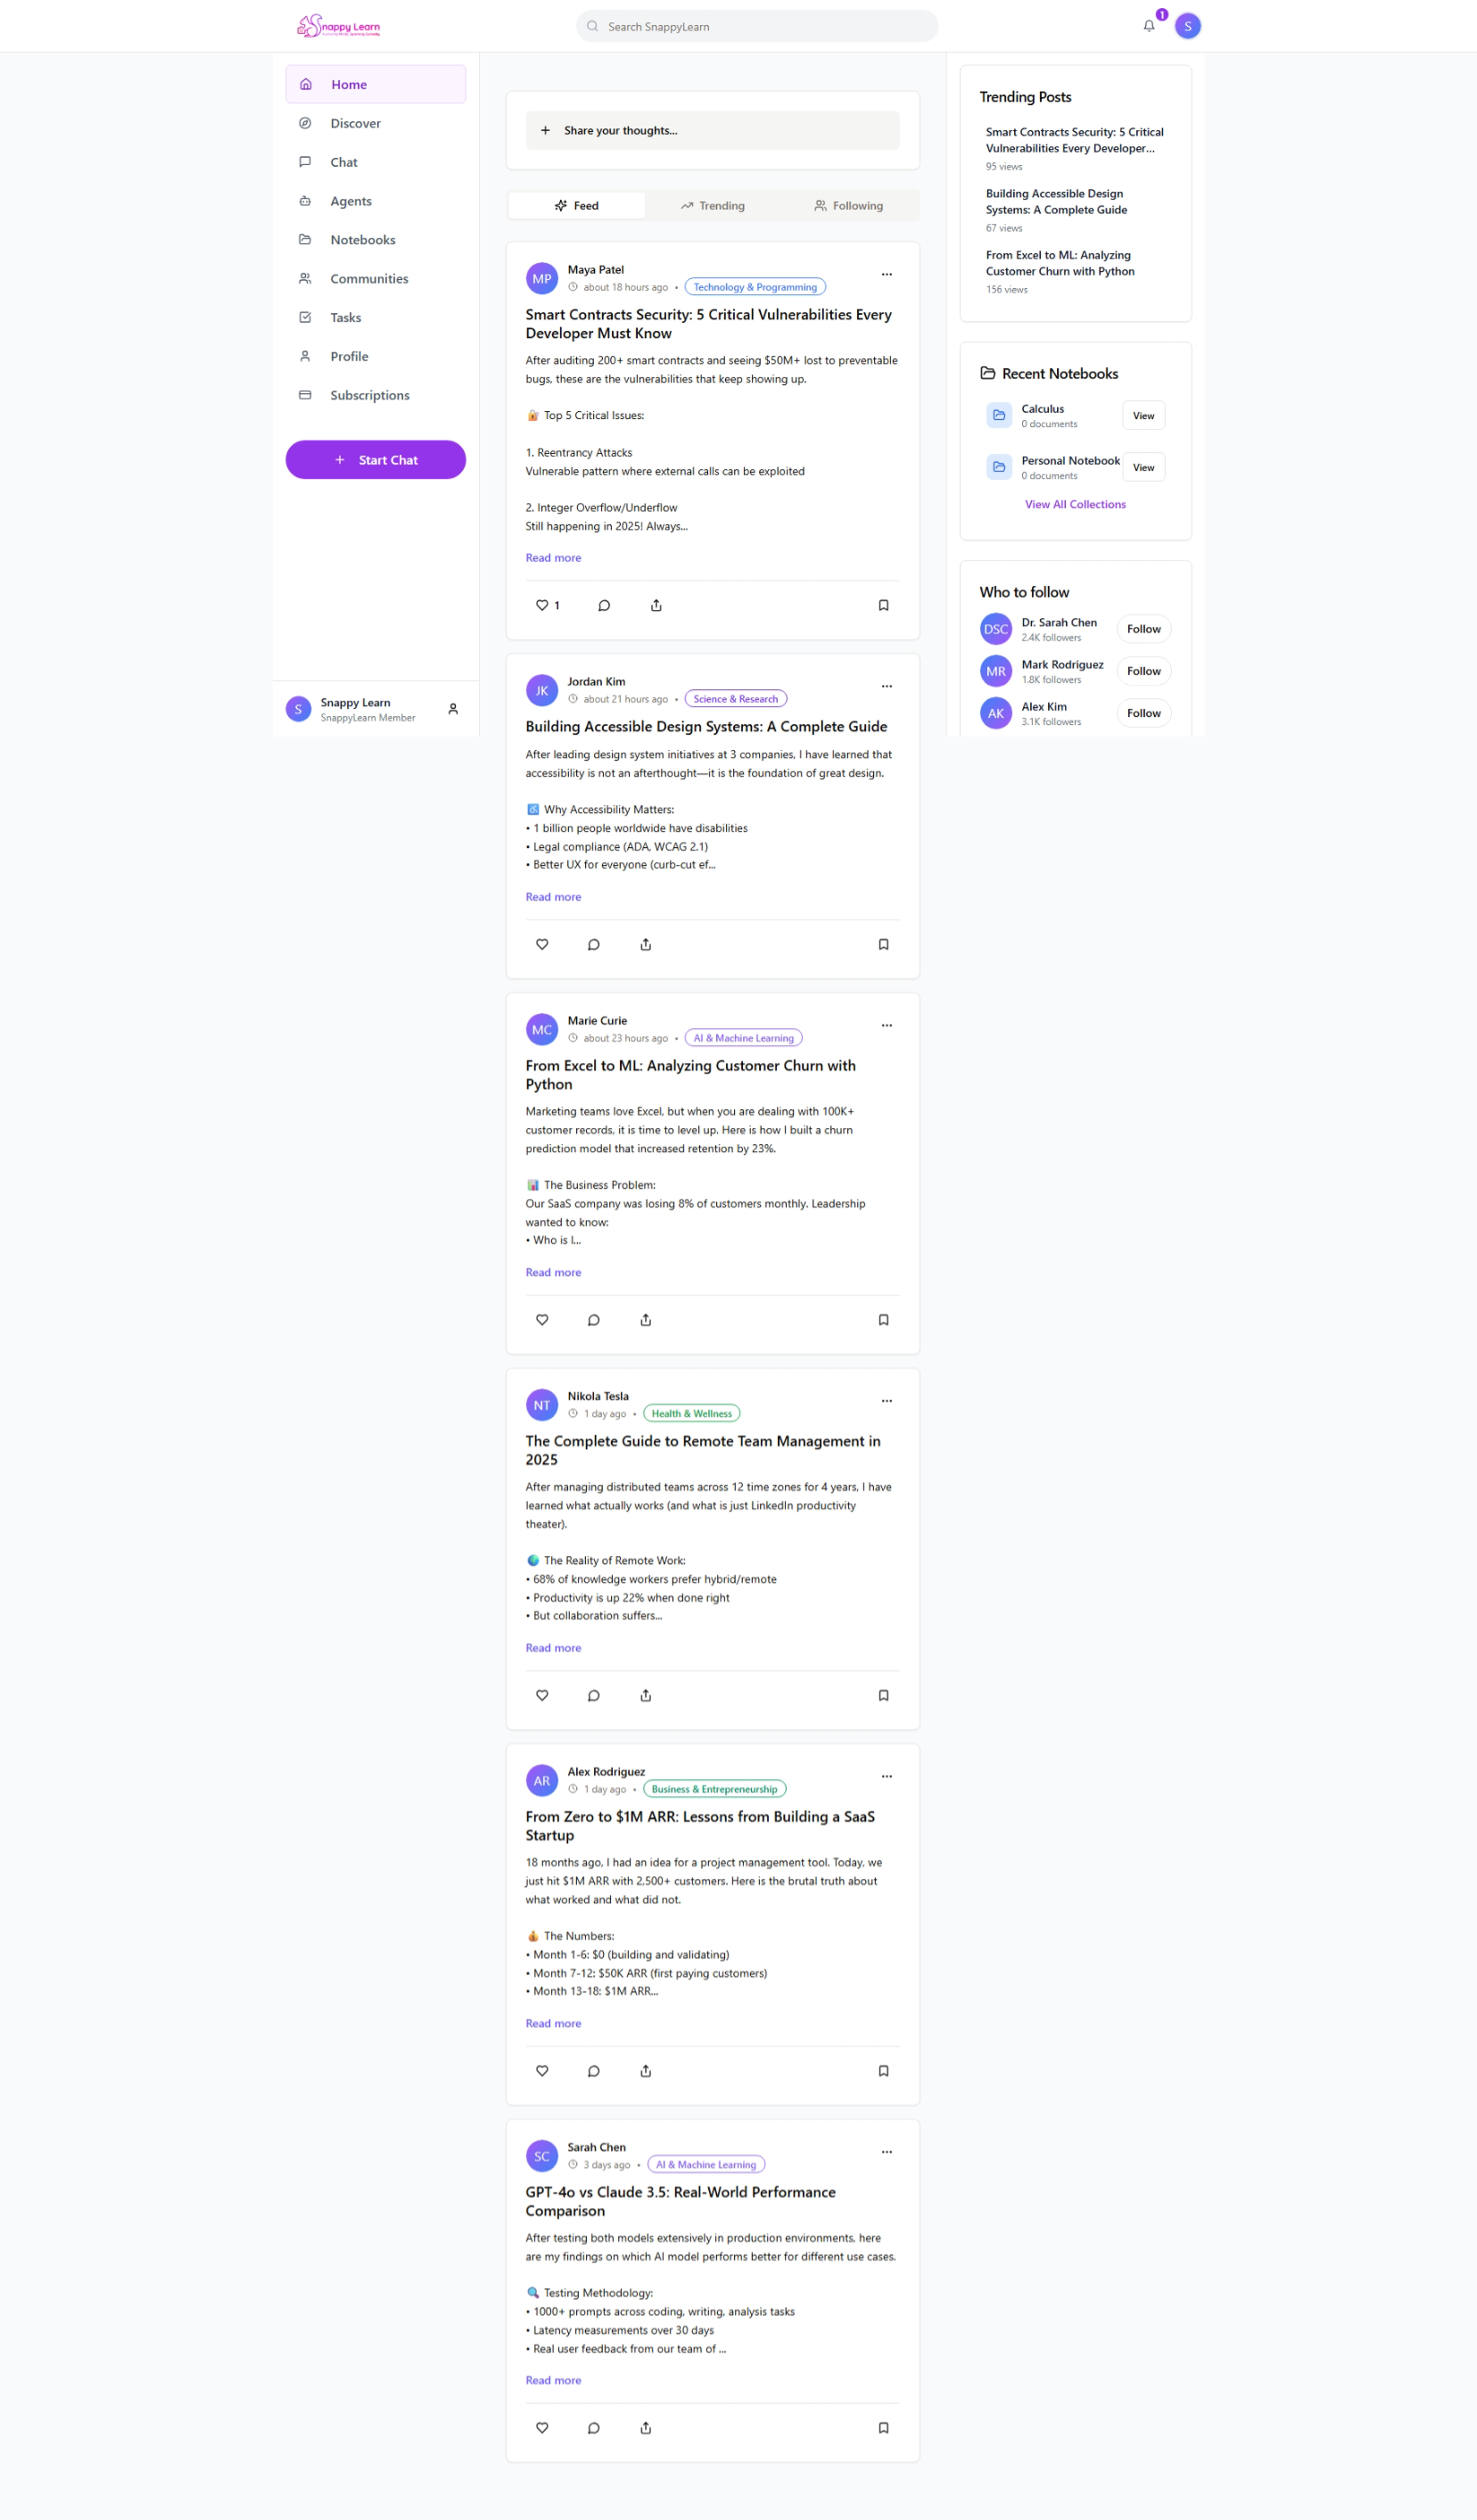 Snappy Learn
Search SnappyLearn
1
S
Home
Discover
Chat
Agents
Notebooks
Communities
Tasks
Profile
Subscriptions
Start Chat
S
Snappy Learn
SnappyLearn Member
Share your thoughts...
Feed
Trending
Following
MP
Maya Patel
about 18 hours ago • Technology & Programming
Smart Contracts Security: 5 Critical Vulnerabilities Every
Developer Must Know
After auditing 200+ smart contracts and seeing $50M+ lost to preventable
bugs, these are the vulnerabilities that keep showing up.
🔐 Top 5 Critical Issues:
1. Reentrancy Attacks
Vulnerable pattern where external calls can be exploited
2. Integer Overflow/Underflow
Still happening in 2025! Always...
Read more
1
JK
Jordan Kim
about 21 hours ago • Science & Research
Building Accessible Design Systems: A Complete Guide
After leading design system initiatives at 3 companies, I have learned that
accessibility is not an afterthought—it is the foundation of great design.
♿ Why Accessibility Matters:
• 1 billion people worldwide have disabilities
• Legal compliance (ADA, WCAG 2.1)
• Better UX for everyone (curb-cut ef...
Read more
MC
Marie Curie
about 23 hours ago • AI & Machine Learning
From Excel to ML: Analyzing Customer Churn with
Python
Marketing teams love Excel, but when you are dealing with 100K+
customer records, it is time to level up. Here is how I built a churn
prediction model that increased retention by 23%.
📊 The Business Problem:
Our SaaS company was losing 8% of customers monthly. Leadership
wanted to know:
• Who is l...
Read more
NT
Nikola Tesla
1 day ago • Health & Wellness
The Complete Guide to Remote Team Management in
2025
After managing distributed teams across 12 time zones for 4 years, I have
learned what actually works (and what is just LinkedIn productivity
theater).
🌍 The Reality of Remote Work:
• 68% of knowledge workers prefer hybrid/remote
• Productivity is up 22% when done right
• But collaboration suffers...
Read more
AR
Alex Rodriguez
1 day ago • Business & Entrepreneurship
From Zero to $1M ARR: Lessons from Building a SaaS
Startup
18 months ago, I had an idea for a project management tool. Today, we
just hit $1M ARR with 2,500+ customers. Here is the brutal truth about
what worked and what did not.
💰 The Numbers:
• Month 1-6: $0 (building and validating)
• Month 7-12: $50K ARR (first paying customers)
• Month 13-18: $1M ARR...
Read more
SC
Sarah Chen
3 days ago • AI & Machine Learning
GPT-4o vs Claude 3.5: Real-World Performance
Comparison
After testing both models extensively in production environments, here
are my findings on which AI model performs better for different use cases.
🔍 Testing Methodology:
• 1000+ prompts across coding, writing, analysis tasks
• Latency measurements over 30 days
• Real user feedback from our team of ...
Read more
Trending Posts
Smart Contracts Security: 5 Critical
Vulnerabilities Every Developer...
95 views
Building Accessible Design
Systems: A Complete Guide
67 views
From Excel to ML: Analyzing
Customer Churn with Python
156 views
Recent Notebooks
Calculus
0 documents
View
Personal Notebook
0 documents
View
View All Collections
Who to follow
DSC
Dr. Sarah Chen
2.4K followers
Follow
MR
Mark Rodriguez
1.8K followers
Follow
AK
Alex Kim
3.1K followers
Follow